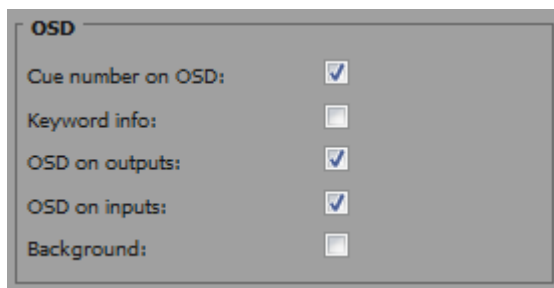 OSD
Cue number on OSD:
Keyword info:
OSD on outputs:
OSD on inputs:
Background: